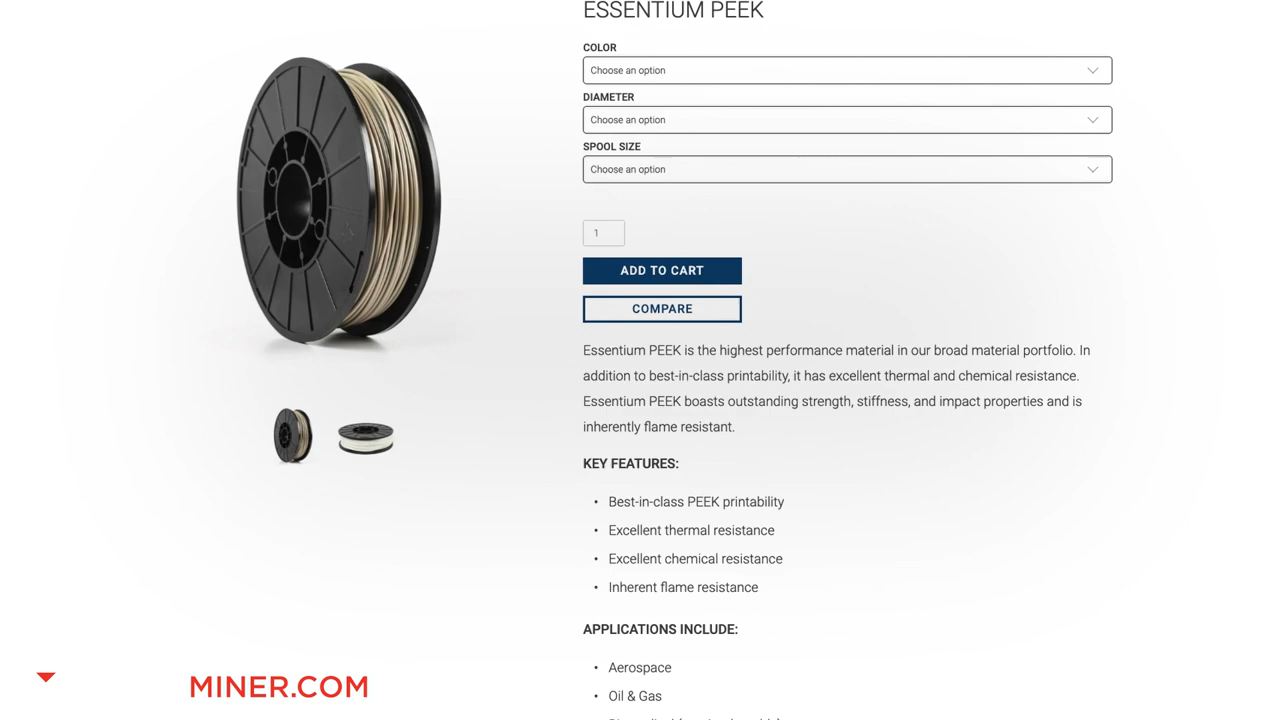 ESSENTIUM PEEK
COLOR
Choose an option
DIAMETER
Choose an option
SPOOL SIZE
Choose an option
1
ADD TO CART
COMPARE
Essentium PEEK is the highest performance material in our broad material portfolio. In
addition to best-in-class printability, it has excellent thermal and chemical resistance.
Essentium PEEK boasts outstanding strength, stiffness, and impact properties and is
inherently flame resistant.
KEY FEATURES:
• Best-in-class PEEK printability
• Excellent thermal resistance
• Excellent chemical resistance
• Inherent flame resistance
APPLICATIONS INCLUDE:
• Aerospace
• Oil & Gas
MINER.COM